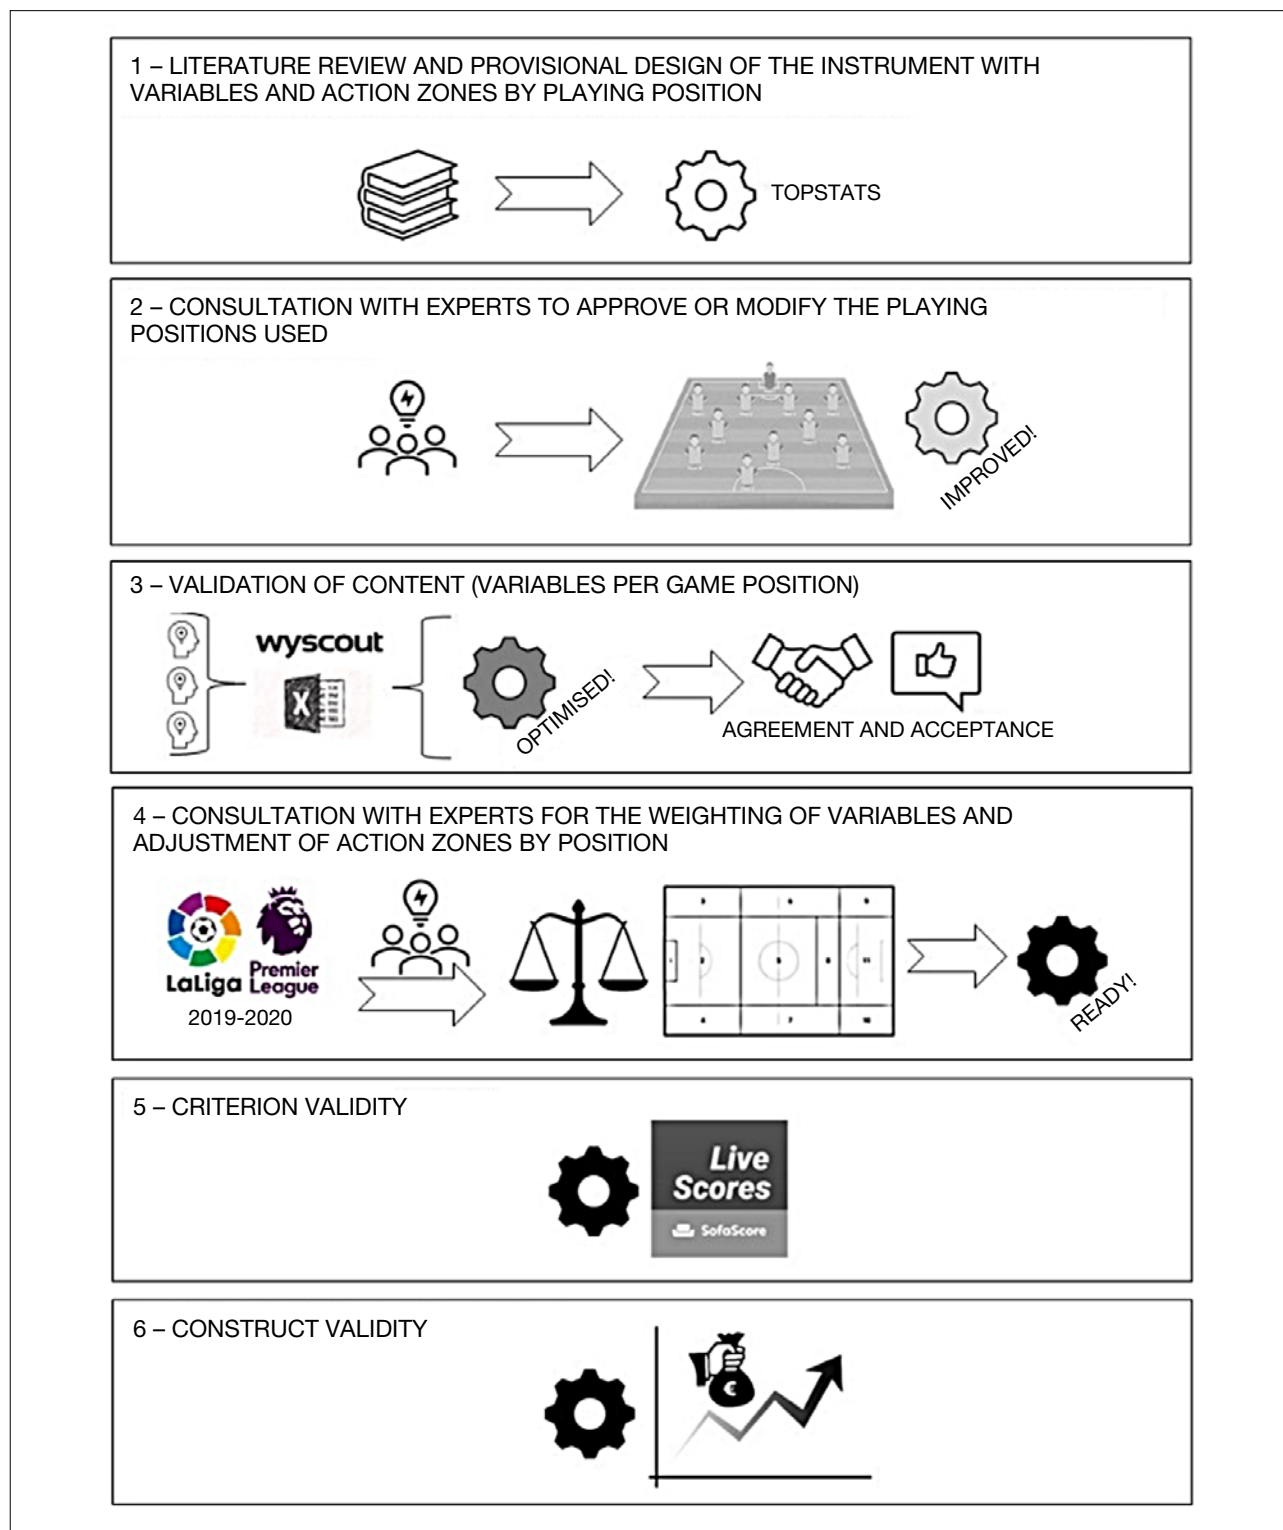 1 – LITERATURE REVIEW AND PROVISIONAL DESIGN OF THE INSTRUMENT WITH
VARIABLES AND ACTION ZONES BY PLAYING POSITION
TOPSTATS
2 – CONSULTATION WITH EXPERTS TO APPROVE OR MODIFY THE PLAYING
POSITIONS USED
IMPROVED!
3 – VALIDATION OF CONTENT (VARIABLES PER GAME POSITION)
wyscout
X
OPTIMISED!
AGREEMENT AND ACCEPTANCE
4 – CONSULTATION WITH EXPERTS FOR THE WEIGHTING OF VARIABLES AND
ADJUSTMENT OF ACTION ZONES BY POSITION
LaLiga
Premier
League
2019-2020
7
10
11
READY!
5 – CRITERION VALIDITY
Live
Scores
SofaScore
6 – CONSTRUCT VALIDITY
€